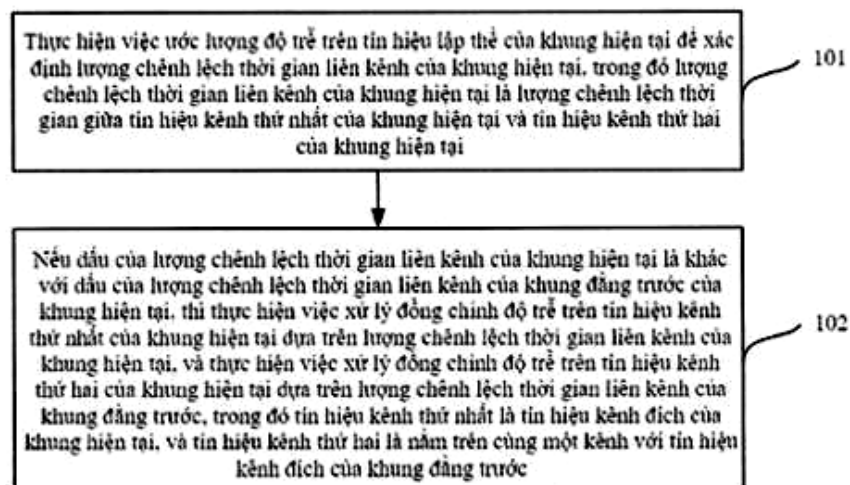 Thực hiện việc ước lượng độ trễ trên tín hiệu lập thể của khung hiện tại để xác
định lượng chênh lệch thời gian liên kênh của khung hiện tại, trong đó lượng
chênh lệch thời gian liên kênh của khung hiện tại là lượng chênh lệch thời
gian giữa tín hiệu kênh thứ nhất của khung hiện tại và tín hiệu kênh thứ hai
của khung hiện tại
101
Nếu dấu của lượng chênh lệch thời gian liên kênh của khung hiện tại là khác
với dấu của lượng chênh lệch thời gian liên kênh của khung đằng trước của
khung hiện tại, thì thực hiện việc xử lý đồng chỉnh độ trễ trên tín hiệu kênh
thứ nhất của khung hiện tại dựa trên lượng chênh lệch thời gian liên kênh của
khung hiện tại, và thực hiện việc xử lý đồng chỉnh độ trễ trên tín hiệu kênh
thứ hai của khung hiện tại dựa trên lượng chênh lệch thời gian liên kênh của
khung đằng trước, trong đó tín hiệu kênh thứ nhất là tín hiệu kênh đích của
khung hiện tại, và tín hiệu kênh thứ hai là nằm trên cùng một kênh với tín hiệu
kênh đích của khung đằng trước
102